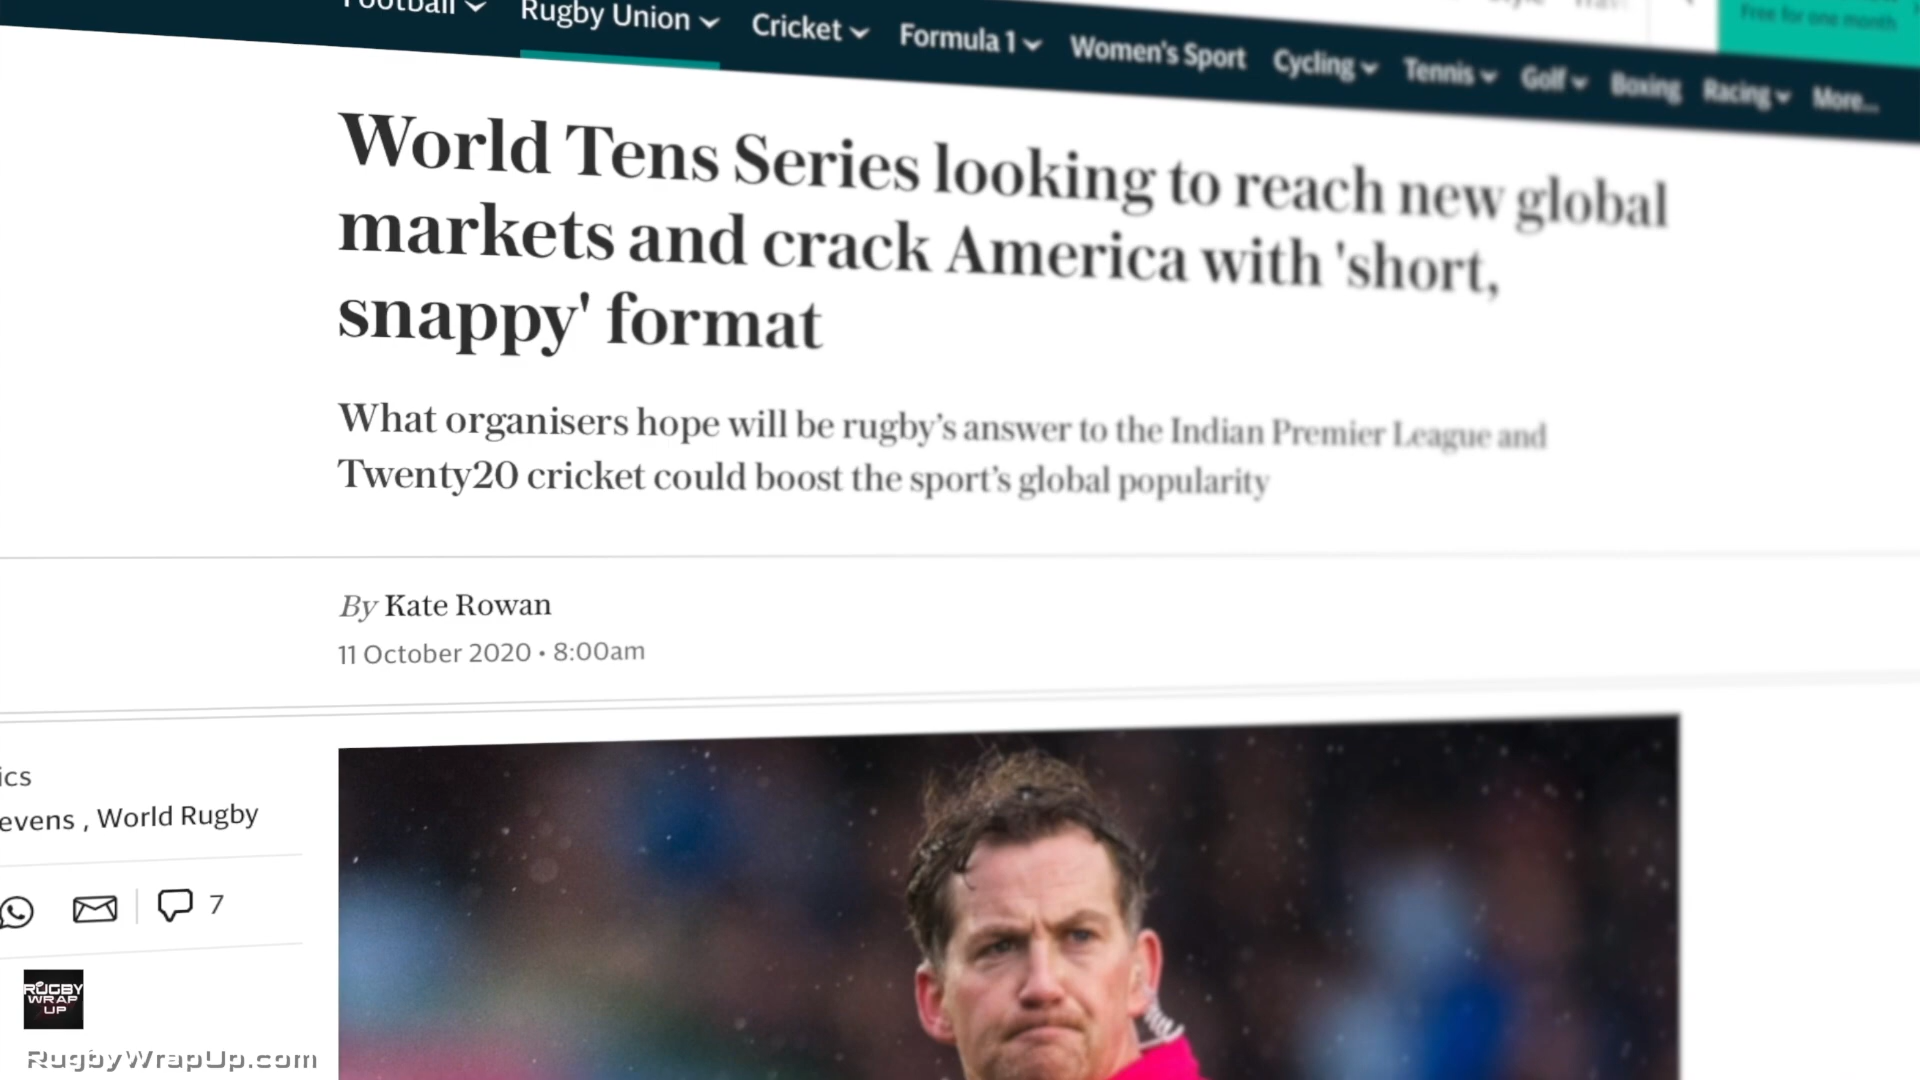 Football
Rugby Union
Cricket
Formula 1
Women's Sport
Cycling
Tennis
Golf
Boxing
Racing
More...
Free for one month
World Tens Series looking to reach new global
markets and crack America with 'short,
snappy' format
What organisers hope will be rugby's answer to the Indian Premier League and
Twenty20 cricket could boost the sport's global popularity
By Kate Rowan
11 October 2020 • 8:00am
ics
evens , World Rugby
7
RUGBY
WRAP
UP
RugbyWrapUp.com